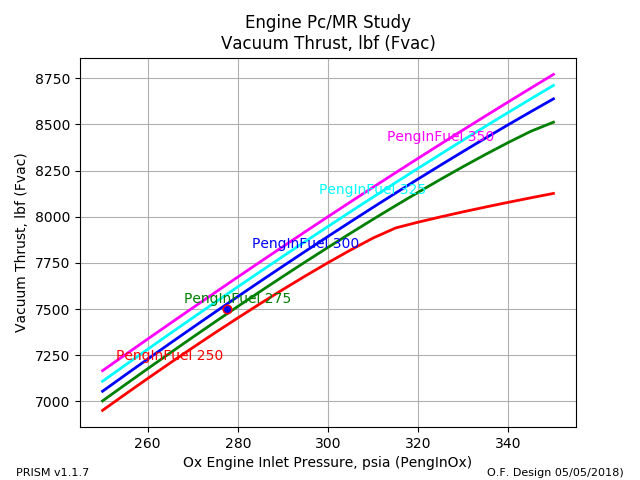 Engine Pc/MR Study
Vacuum Thrust, lbf (Fvac)
Vacuum Thrust, lbf (Fvac)
8750
8500
8250
8000
7750
7500
7250
7000
PengInFuel 350
PengInFuel 325
PengInFuel 300
PengInFuel 275
PengInFuel 250
260 280 300 320 340
Ox Engine Inlet Pressure, psia (PengInOx)
PRISM v1.1.7
O.F. Design 05/05/2018)